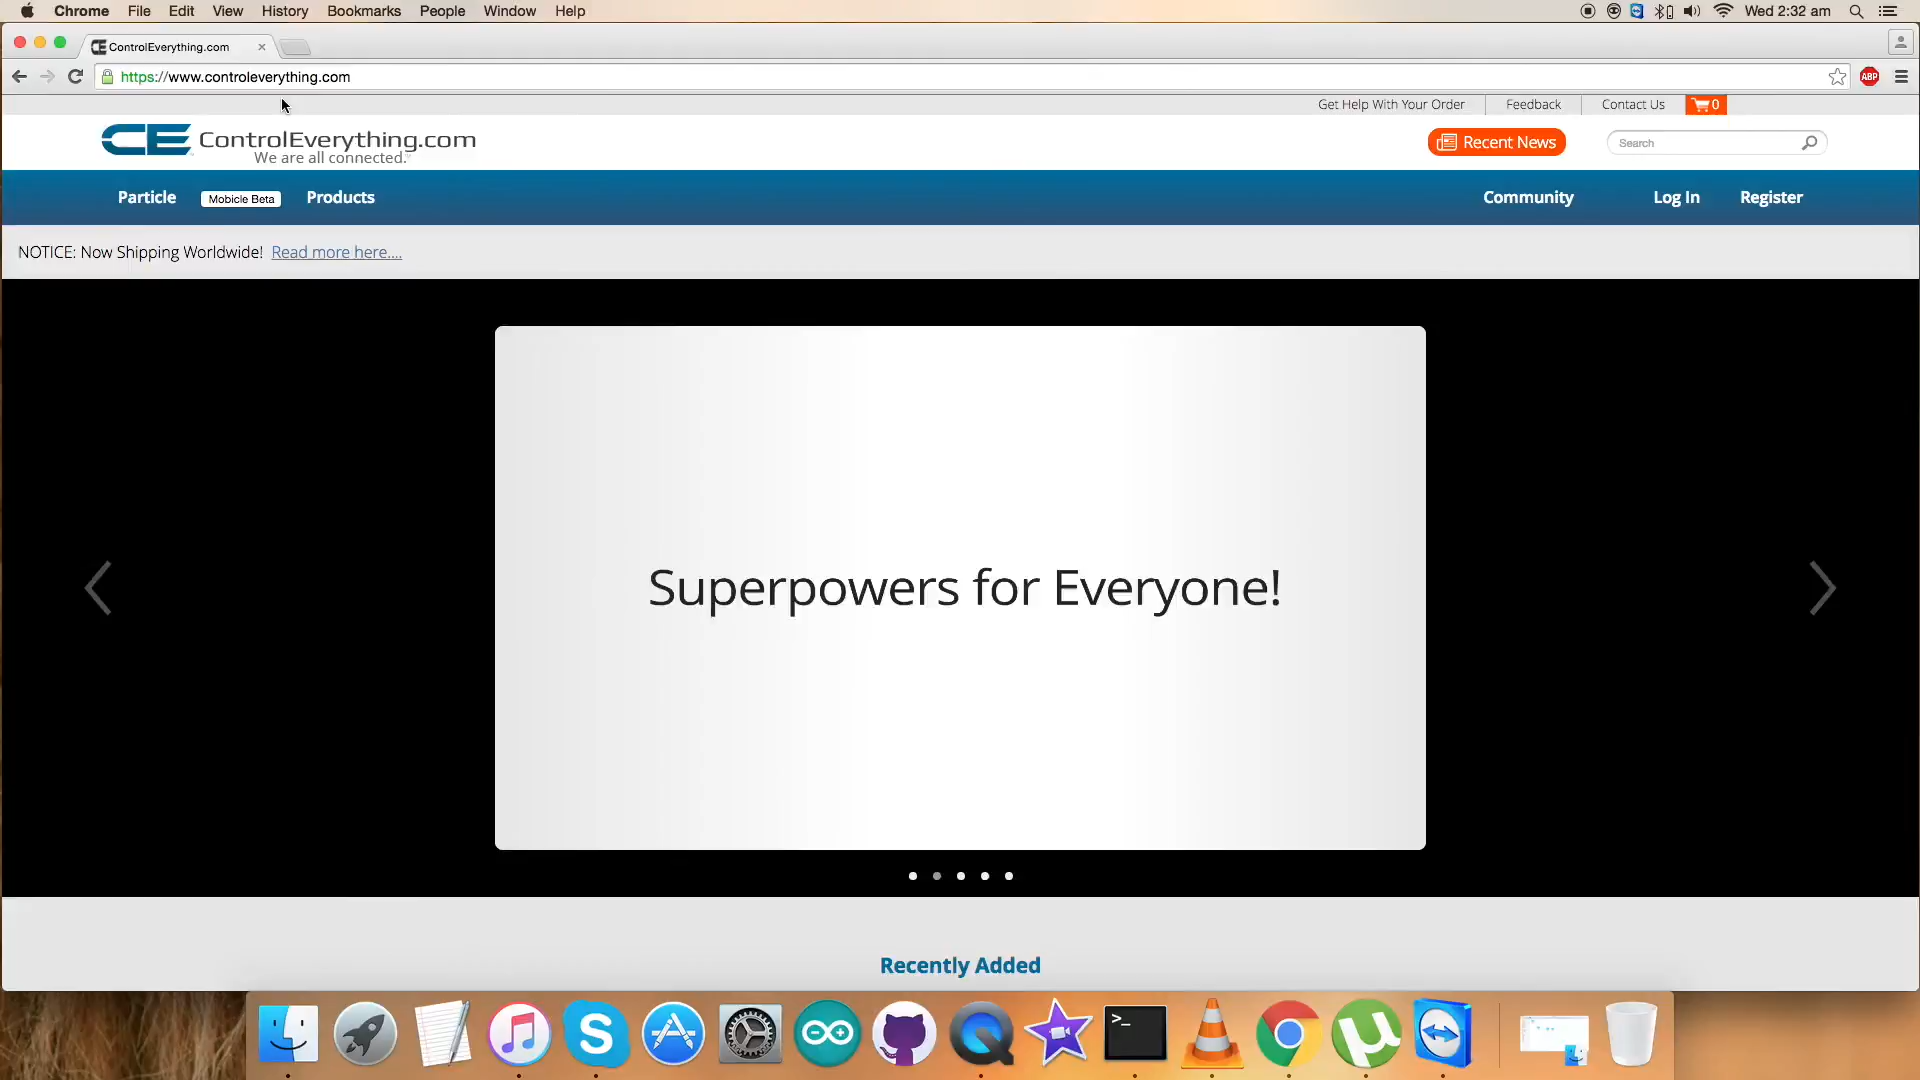 Chrome File Edit View History Bookmarks People Window Help Wed 2:32 am
ControlEverything.com
https://www.controleverything.com ABP
Get Help With Your Order Feedback Contact Us 0
CE ControlEverything.com
We are all connected.
Recent News Search
Particle Mobicle Beta Products Community Log In Register
NOTICE: Now Shipping Worldwide! Read more here....
Superpowers for Everyone!
Recently Added